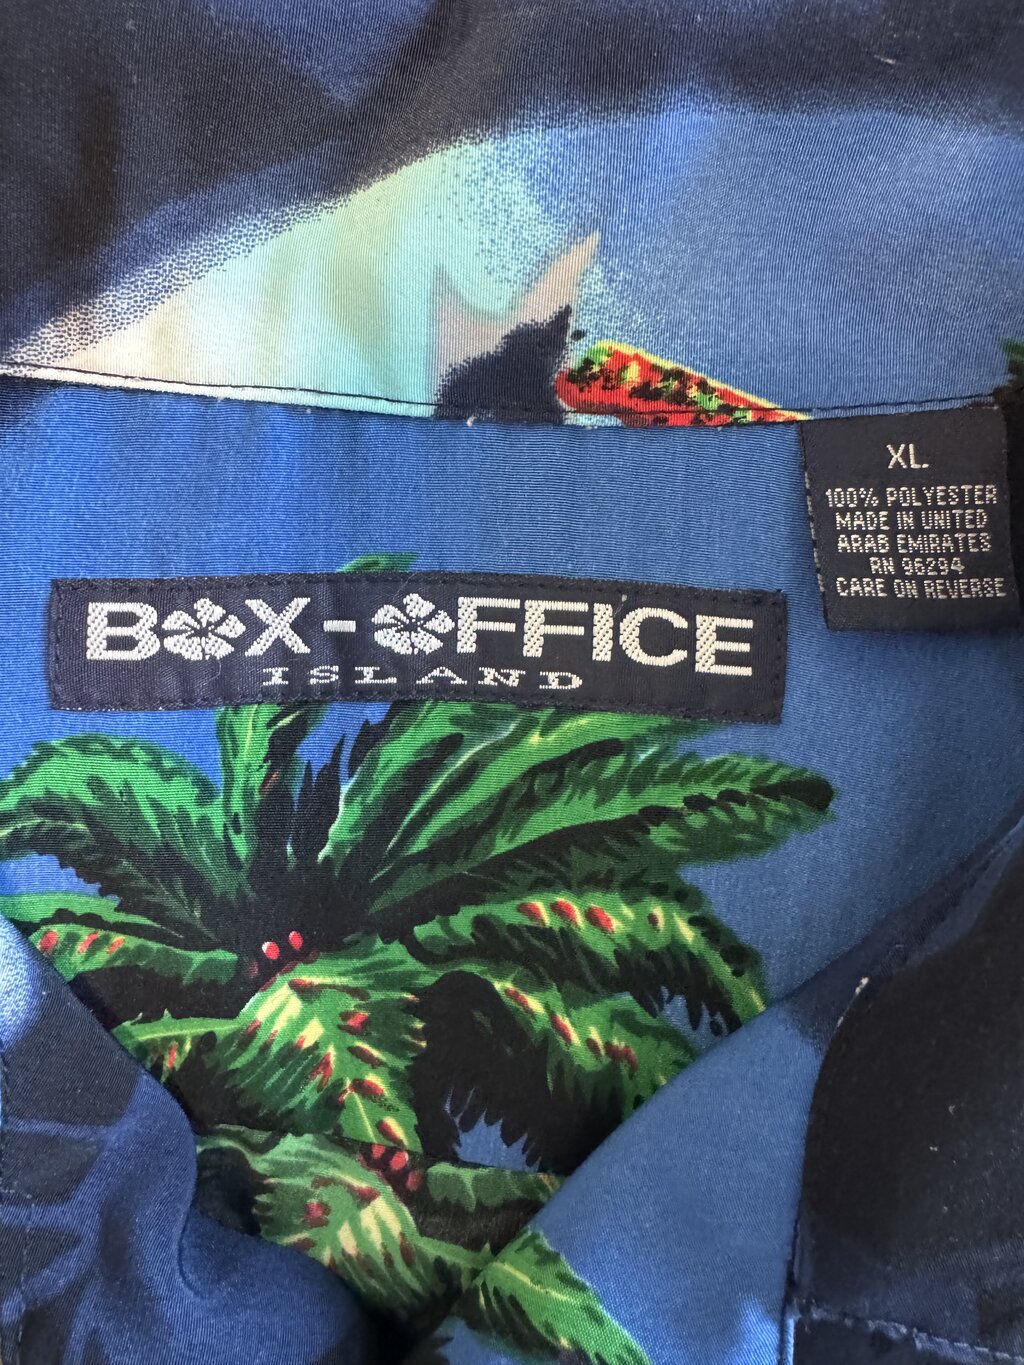 XL
100% POLYESTER
MADE IN UNITED
ARAB EMIRATES
RN 96294
CARE ON REVERSE
BOX-OFFICE
ISLAND